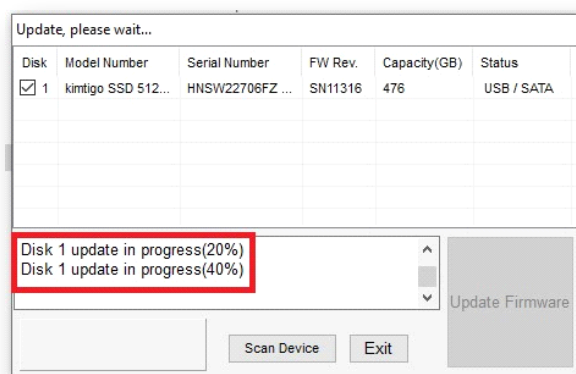 Update, please wait...
Disk Model Number Serial Number FW Rev. Capacity(GB) Status
1 kimtigo SSD 512... HNSW22706FZ ... SN11316 476 USB / SATA
Disk 1 update in progress(20%)
Disk 1 update in progress(40%)
Update Firmware
Scan Device Exit